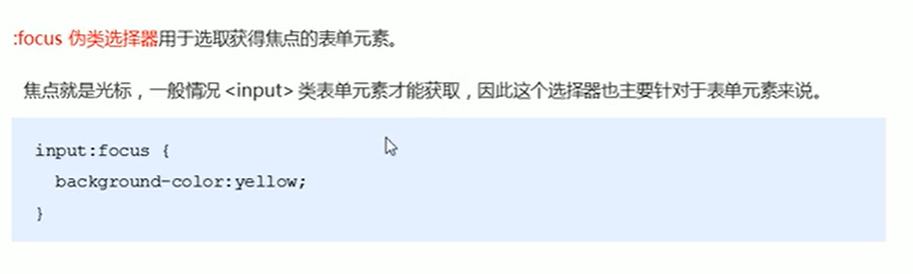 :focus 伪类选择器用于选取获得焦点的表单元素。
焦点就是光标，一般情况 <input> 类表单元素才能获取，因此这个选择器也主要针对于表单元素来说。
input:focus {
  background-color:yellow;
}